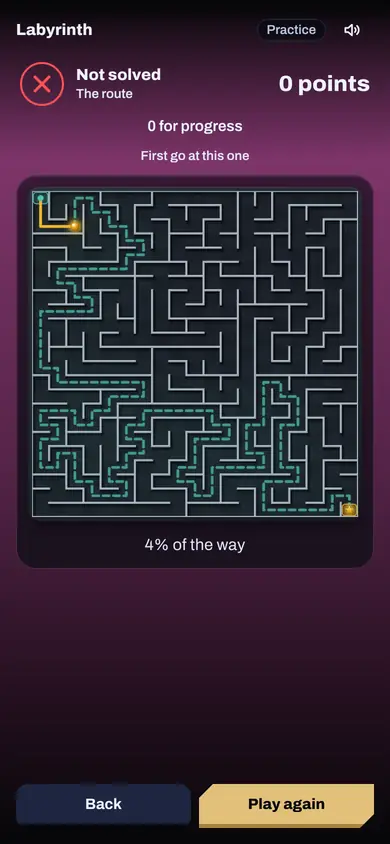 Labyrinth
Practice
Not solved
The route
0 points
0 for progress
First go at this one
4% of the way
Back
Play again